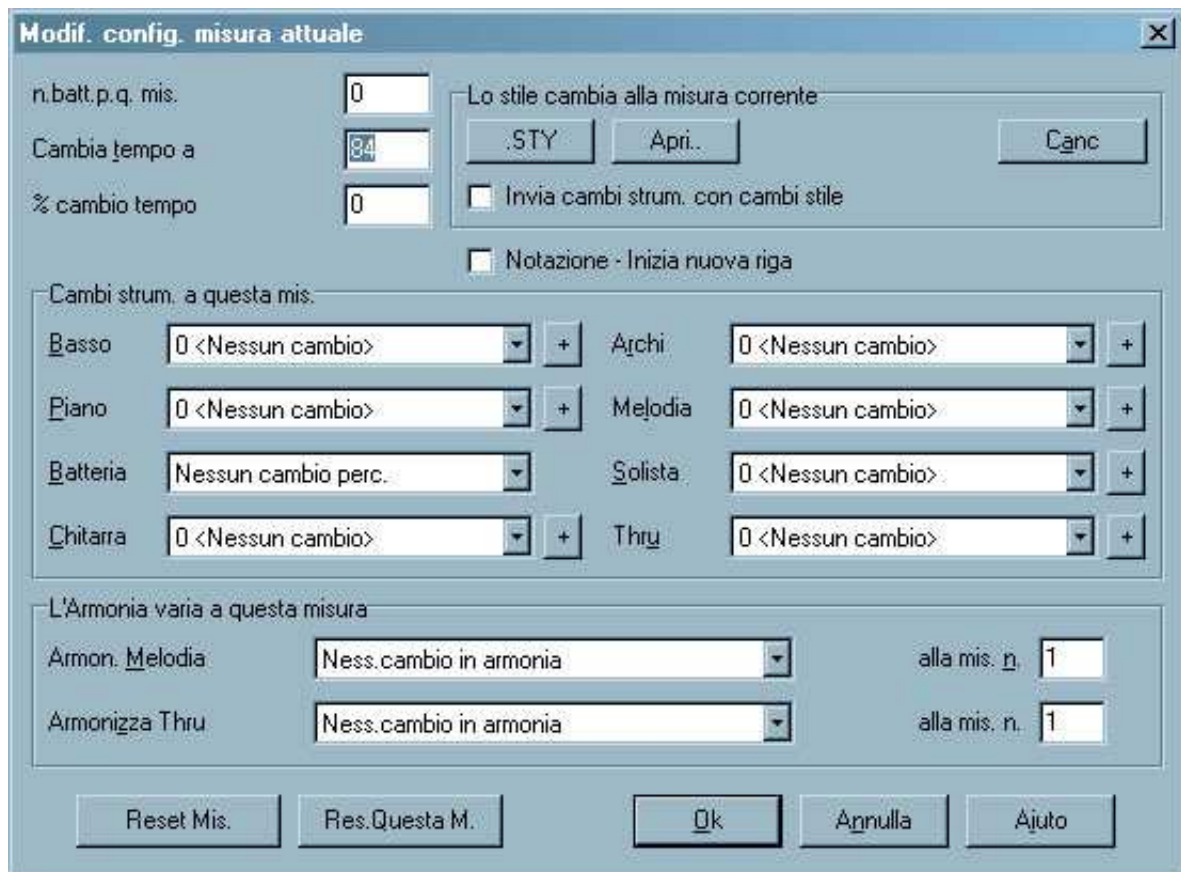 Modif. config. misura attuale
n.batt.p.q. mis. 0
Cambia tempo a 84
% cambio tempo 0
Lo stile cambia alla misura corrente
.STY Apri.. Canc
Invia cambi strum. con cambi stile
Notazione - Inizia nuova riga
Cambi strum. a questa mis.
Basso 0 <Nessun cambio> + Archi 0 <Nessun cambio> +
Piano 0 <Nessun cambio> + Melodia 0 <Nessun cambio> +
Batteria Nessun cambio perc. Solista 0 <Nessun cambio> +
Chitarra 0 <Nessun cambio> + Thru 0 <Nessun cambio> +
L'Armonia varia a questa misura
Armon. Melodia Ness.cambio in armonia alla mis. n. 1
Armonizza Thru Ness.cambio in armonia alla mis. n. 1
Reset Mis. Res.Questa M. Ok Annulla Aiuto